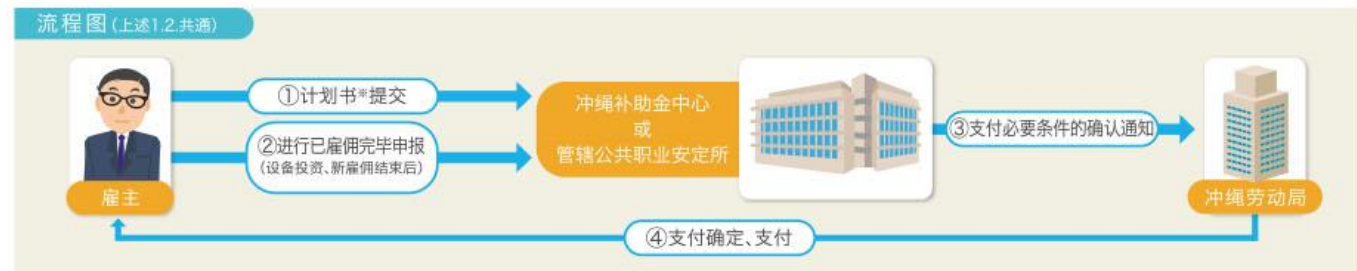 流程图(上述1.2.共通)
①计划书*提交
②进行已雇佣完毕申报
(设备投资、新雇佣结束后)
雇主
冲绳补助金中心
或
管辖公共职业安定所
③支付必要条件的确认通知
冲绳劳动局
④支付确定、支付